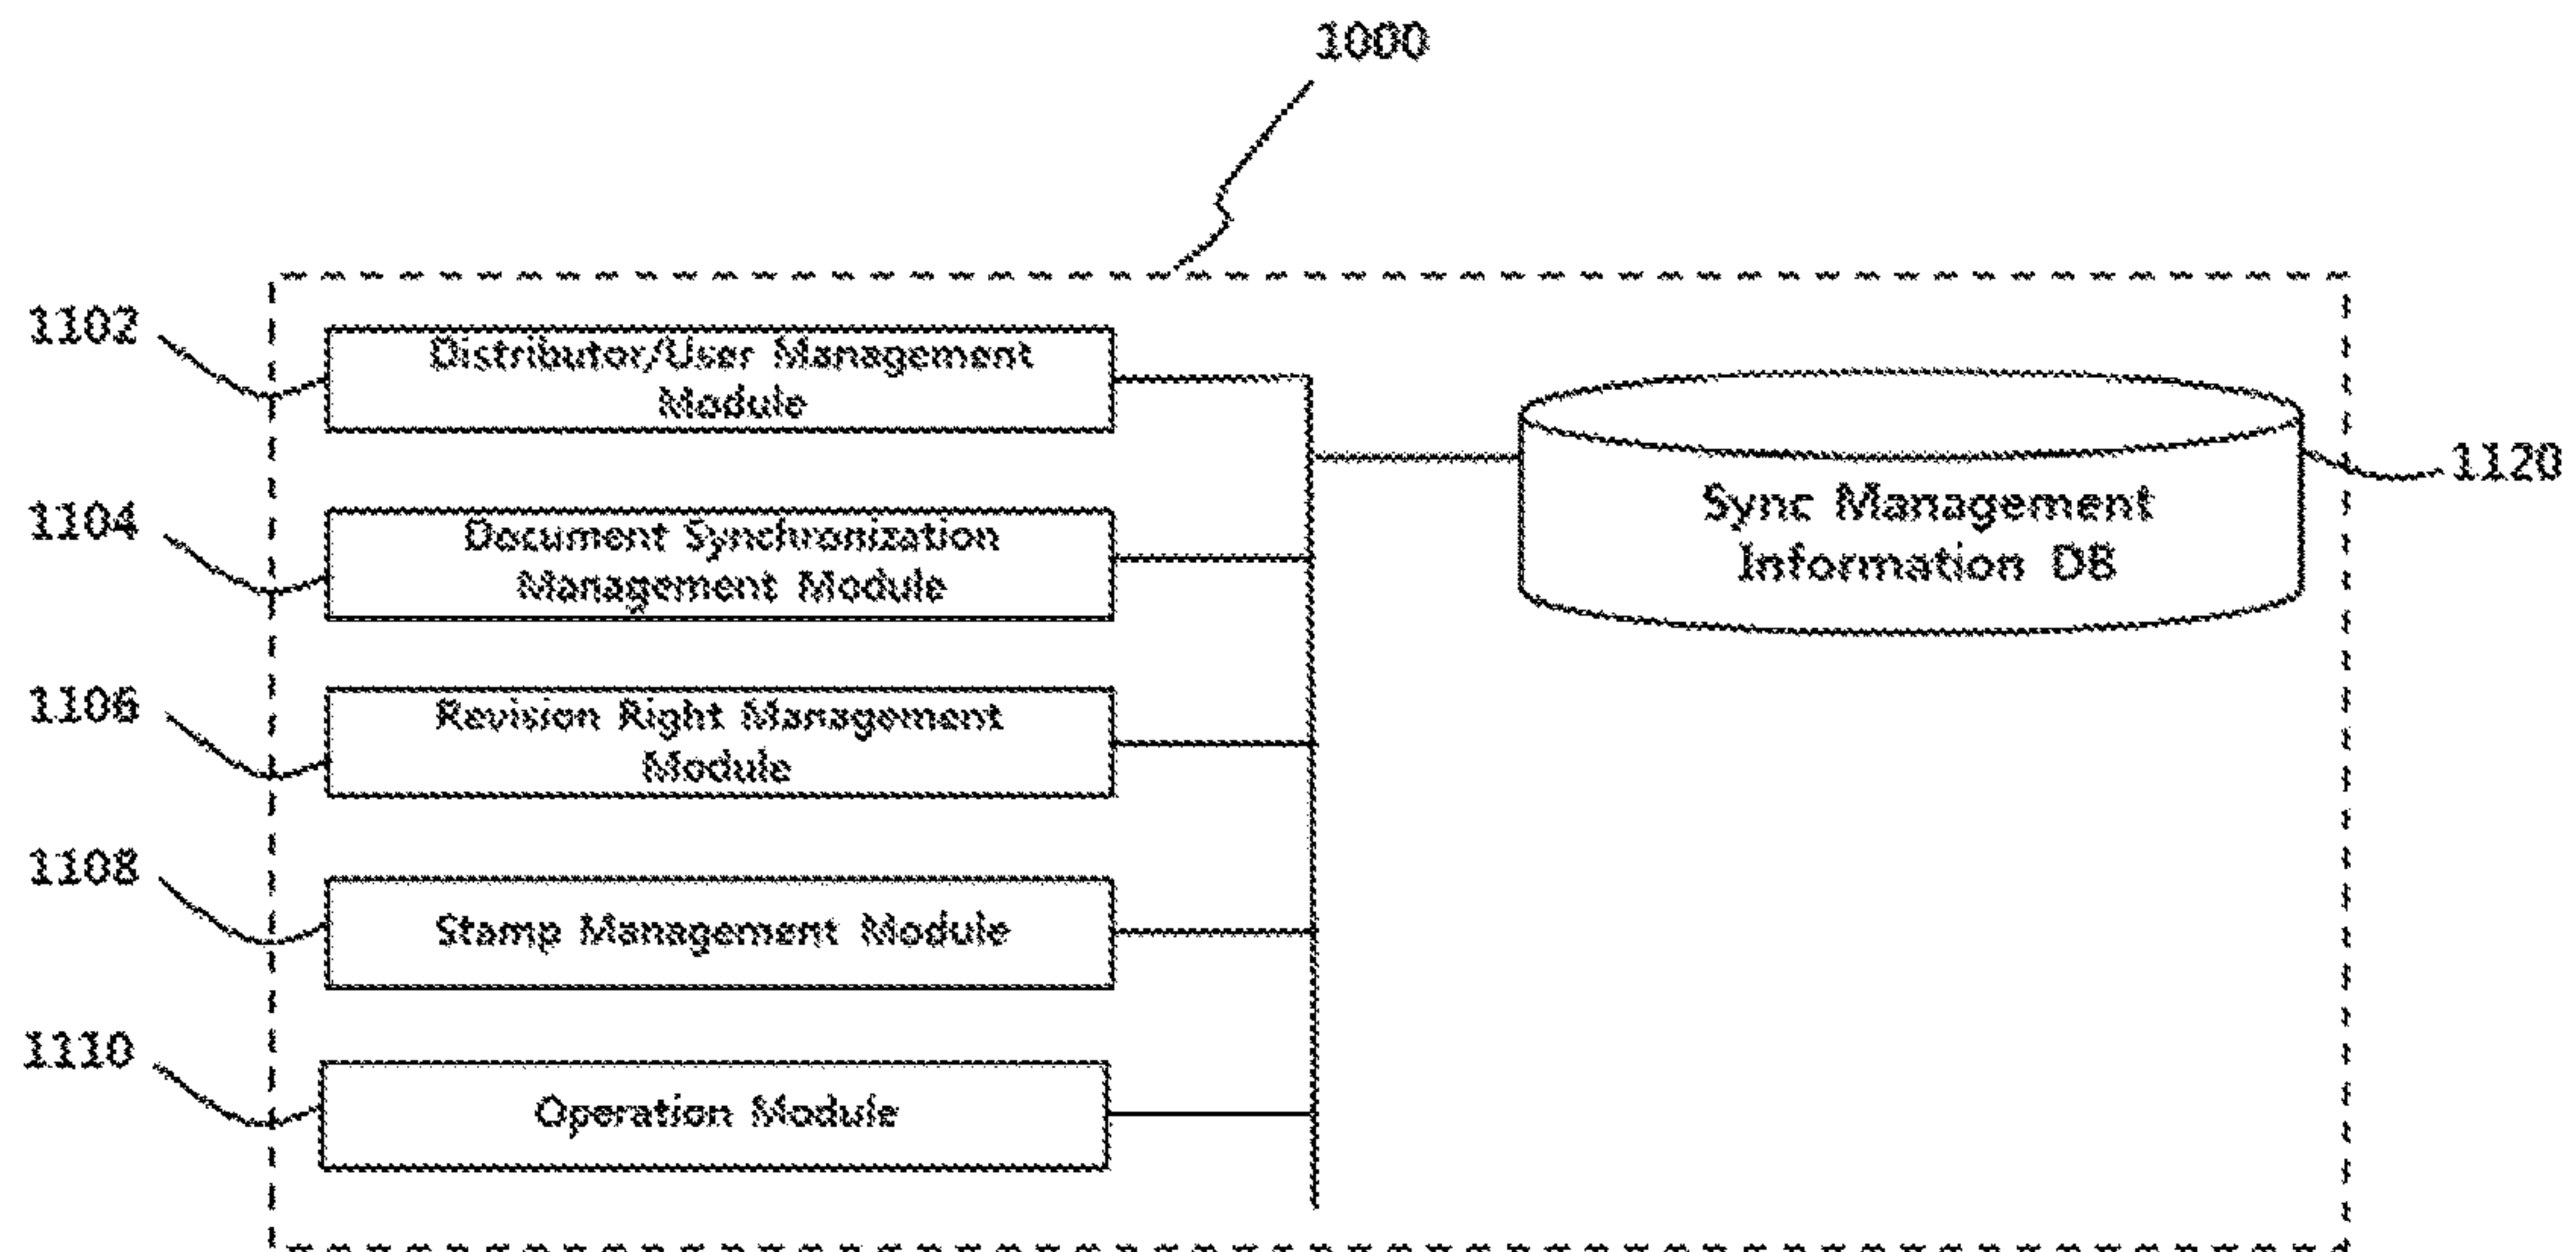 1000
1102
Distributor/User Management
Module
1104
Document Synchronization
Management Module
1106
Revision Right Management
Module
1108
Stamp Management Module
1110
Operation Module
Sync Management
Information DB
1120